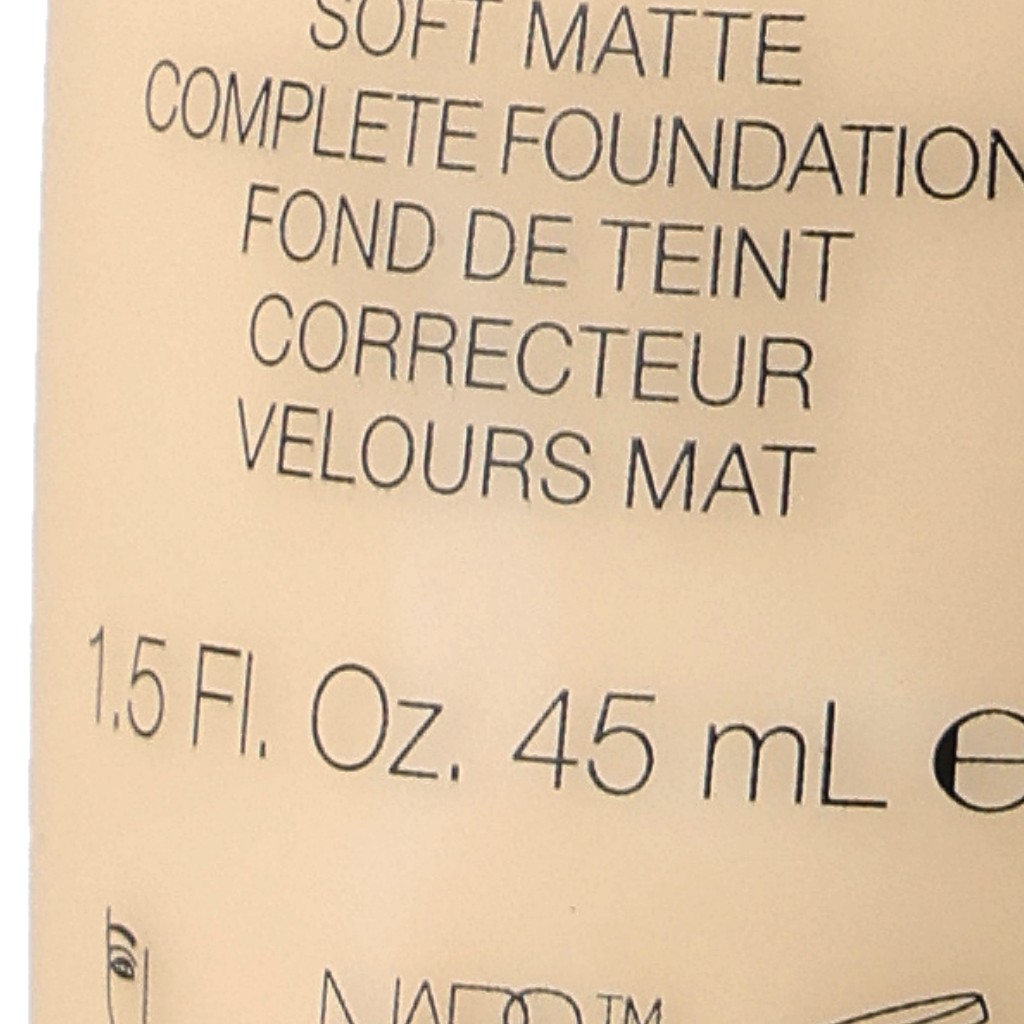 SOFT MATTE
COMPLETE FOUNDATION
FOND DE TEINT
CORRECTEUR
VELOURS MAT
1.5 Fl. Oz. 45 mL ℮